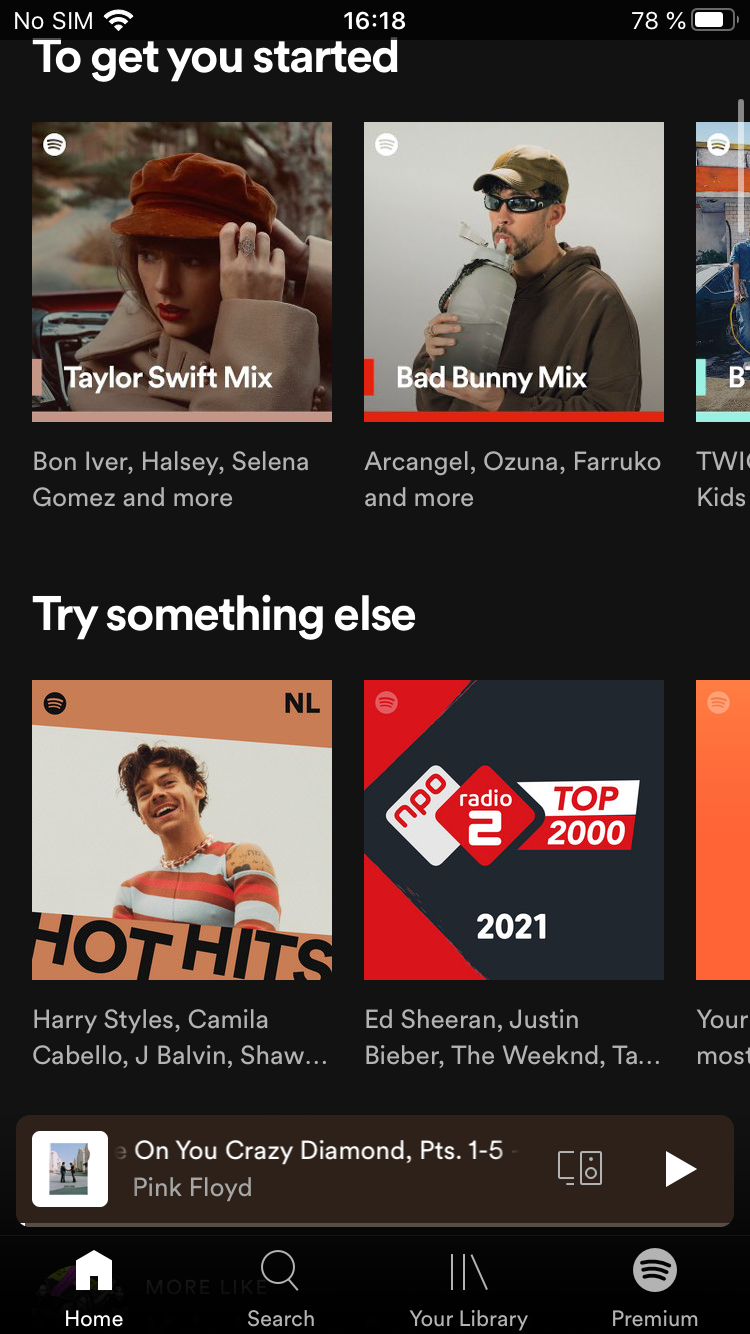 No SIM 16:18 78 %
To get you started
Taylor Swift Mix
Bad Bunny Mix
Bon Iver, Halsey, Selena
Gomez and more
Arcangel, Ozuna, Farruko
and more
Kids
Try something else
NL
HOT HITS
npo radio 2 TOP 2000
2021
Harry Styles, Camila
Cabello, J Balvin, Shaw…
Ed Sheeran, Justin
Bieber, The Weeknd, Ta…
Your
most
On You Crazy Diamond, Pts. 1-5 -
Pink Floyd
MORE LIKE
Home Search Your Library Premium